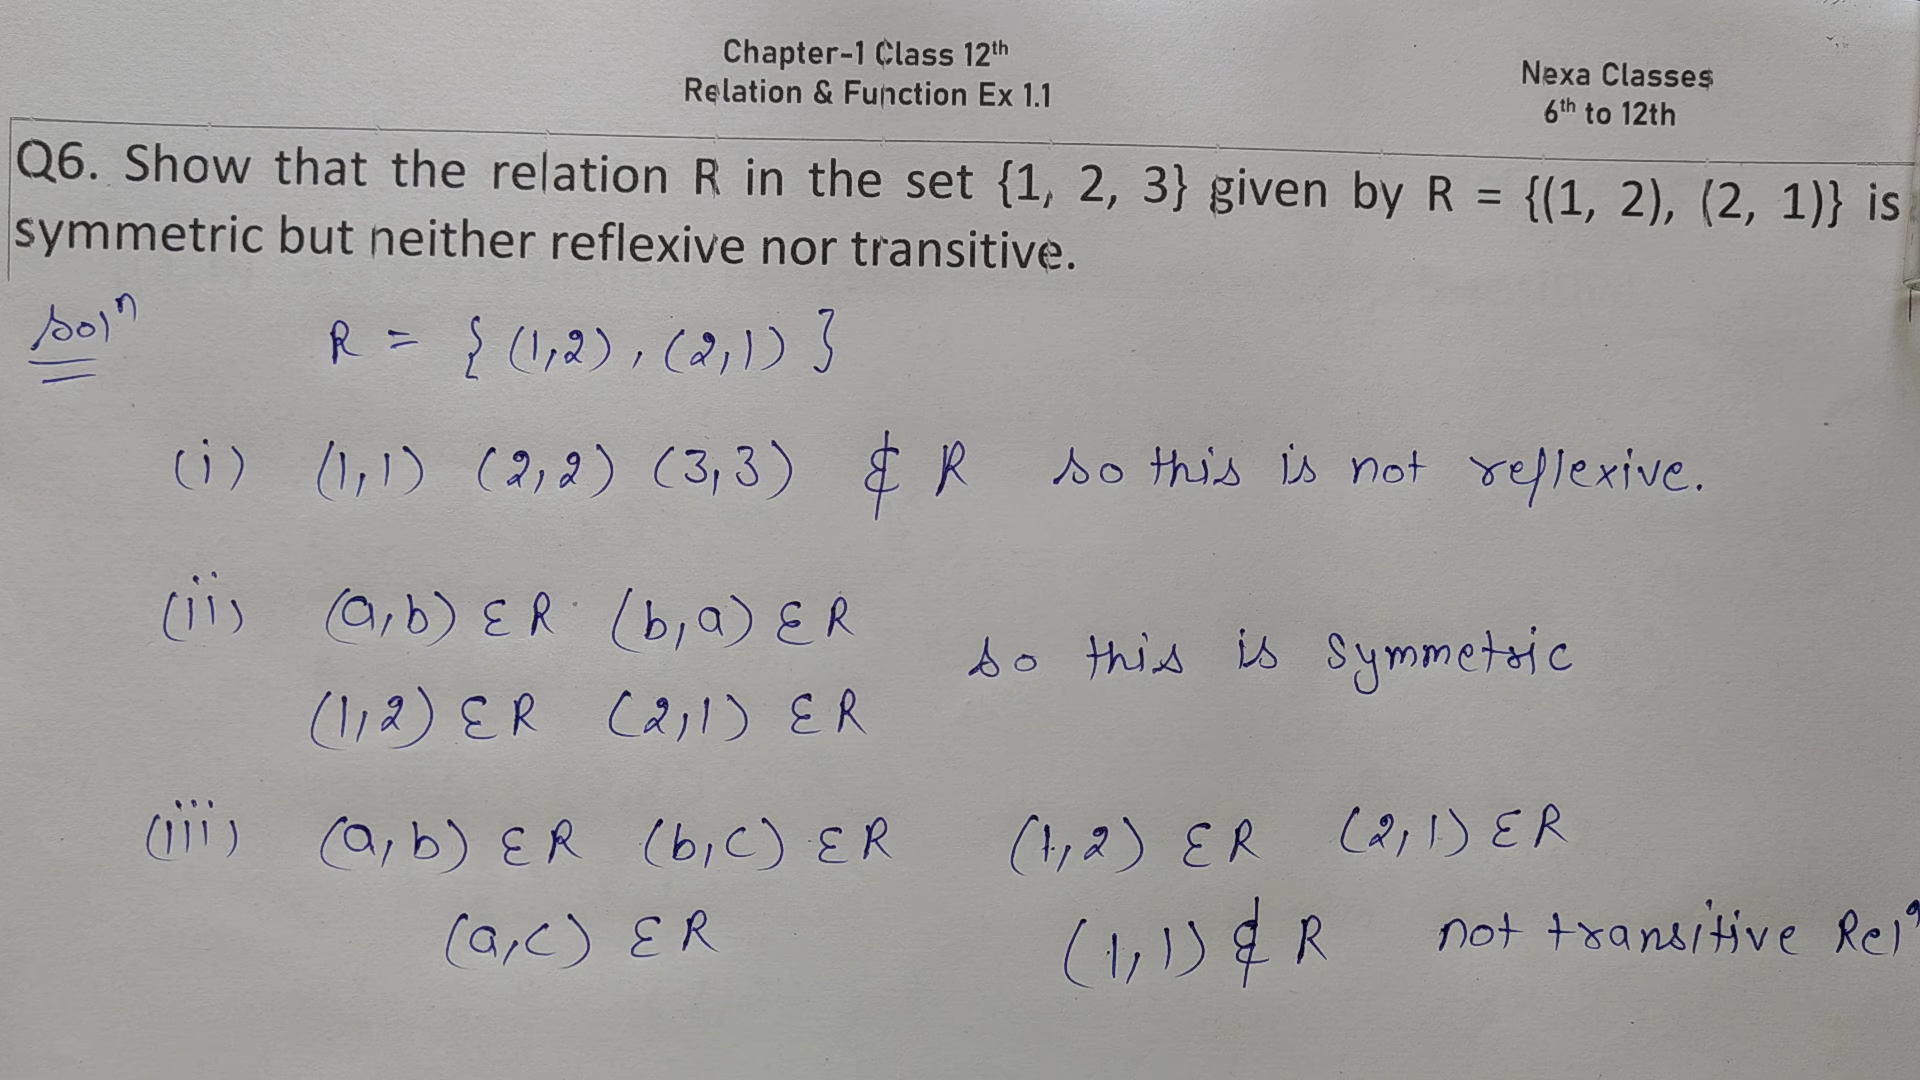 Chapter-1 Class 12th
Relation & Function Ex 1.1
Nexa Classes
6th to 12th
Q6. Show that the relation R in the set {1, 2, 3} given by R = {(1, 2), (2, 1)} is
symmetric but neither reflexive nor transitive.
Solⁿ R = { (1,2), (2,1) }
(i) (1,1) (2,2) (3,3) ∉ R so this is not reflexive.
(ii) (a,b) ∈ R (b,a) ∈ R
so this is symmetric
(1,2) ∈ R (2,1) ∈ R
(iii) (a,b) ∈ R (b,c) ∈ R (1,2) ∈ R (2,1) ∈ R
(a,c) ∈ R (1,1) ∉ R not transitive Relⁿ